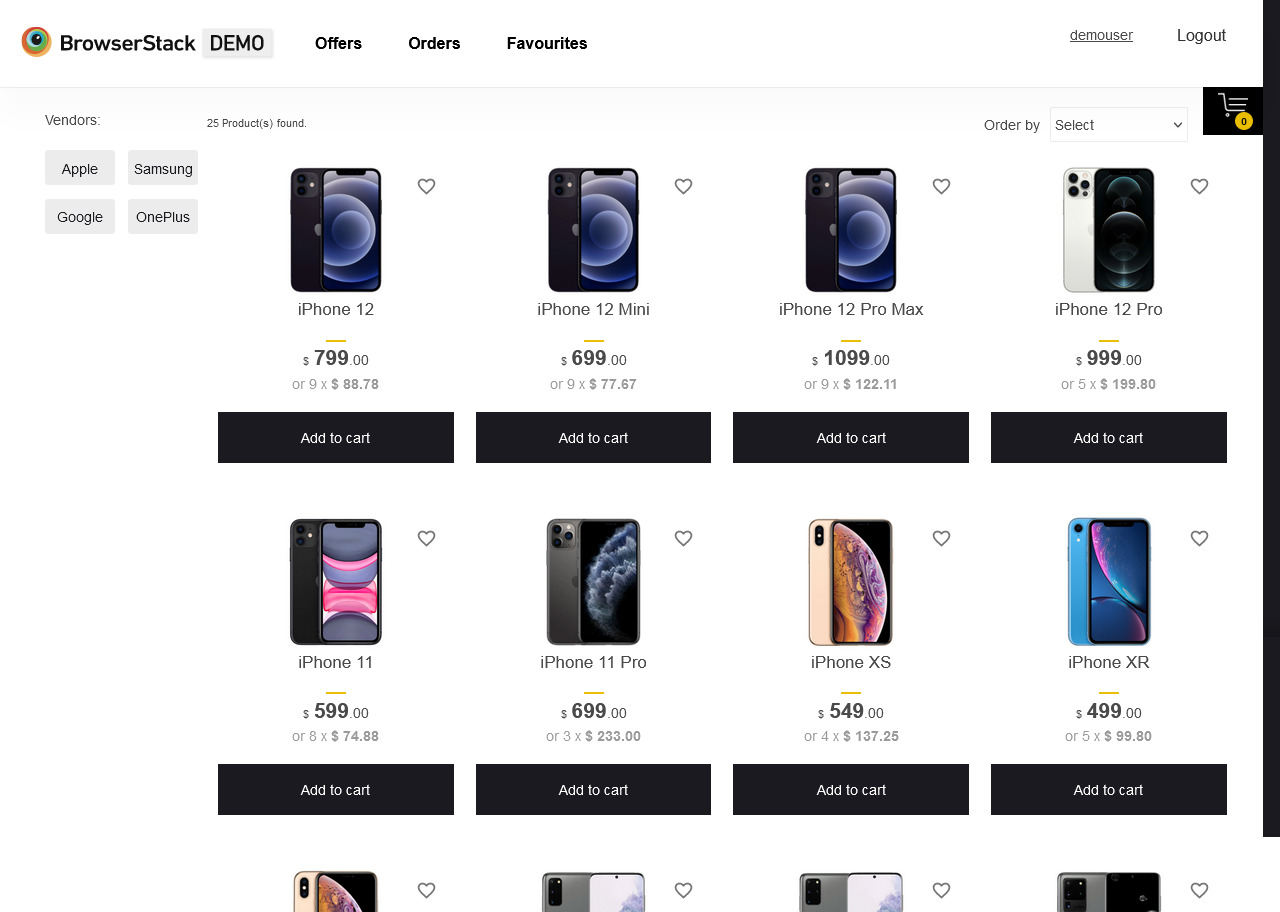 BrowserStack DEMO
Offers
Orders
Favourites
demouser
Logout
0
Vendors:
Apple
Samsung
Google
OnePlus
25 Product(s) found.
Order by
Select
iPhone 12
$ 799.00
or 9 x $ 88.78
Add to cart
iPhone 12 Mini
$ 699.00
or 9 x $ 77.67
Add to cart
iPhone 12 Pro Max
$ 1099.00
or 9 x $ 122.11
Add to cart
iPhone 12 Pro
$ 999.00
or 5 x $ 199.80
Add to cart
iPhone 11
$ 599.00
or 8 x $ 74.88
Add to cart
iPhone 11 Pro
$ 699.00
or 3 x $ 233.00
Add to cart
iPhone XS
$ 549.00
or 4 x $ 137.25
Add to cart
iPhone XR
$ 499.00
or 5 x $ 99.80
Add to cart